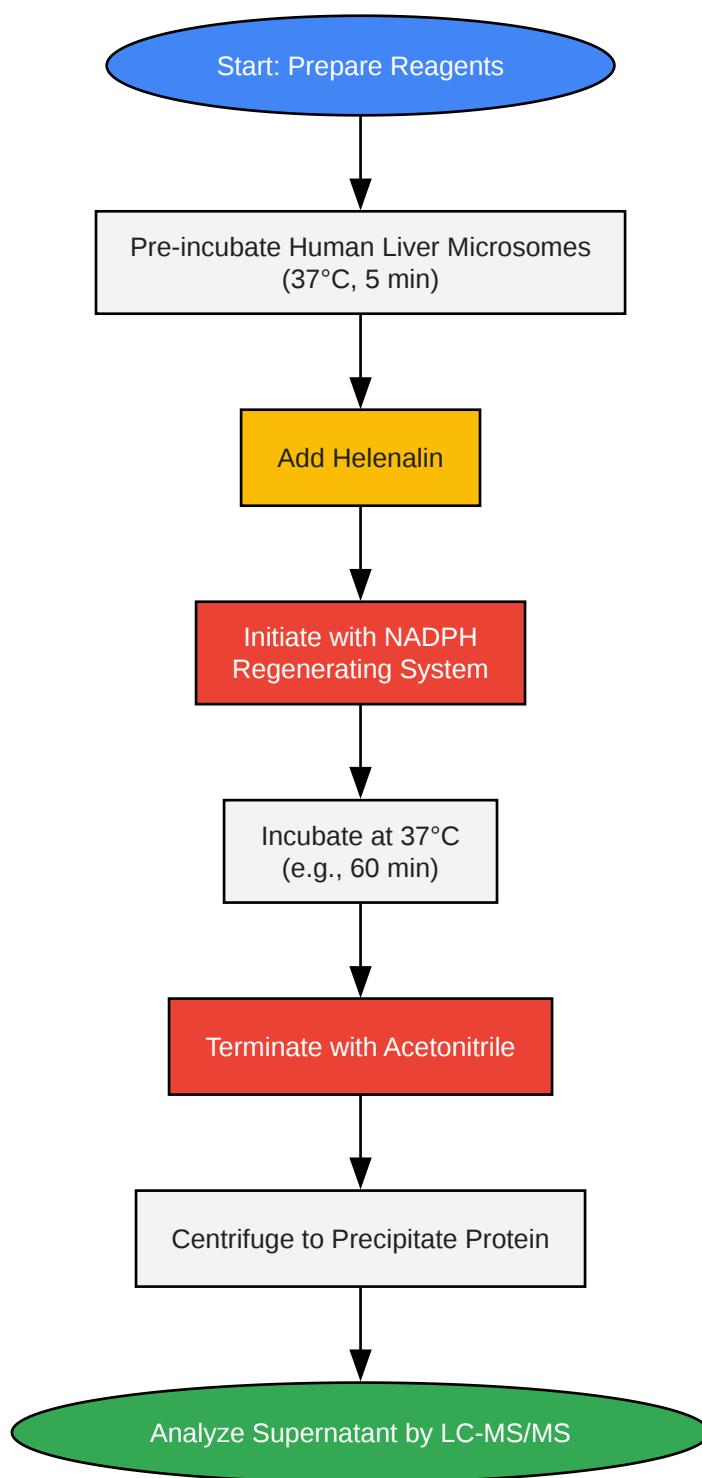 Start: Prepare Reagents
Pre-incubate Human Liver Microsomes
(37°C, 5 min)
Add Helenalin
Initiate with NADPH
Regenerating System
Incubate at 37°C
(e.g., 60 min)
Terminate with Acetonitrile
Centrifuge to Precipitate Protein
Analyze Supernatant by LC-MS/MS